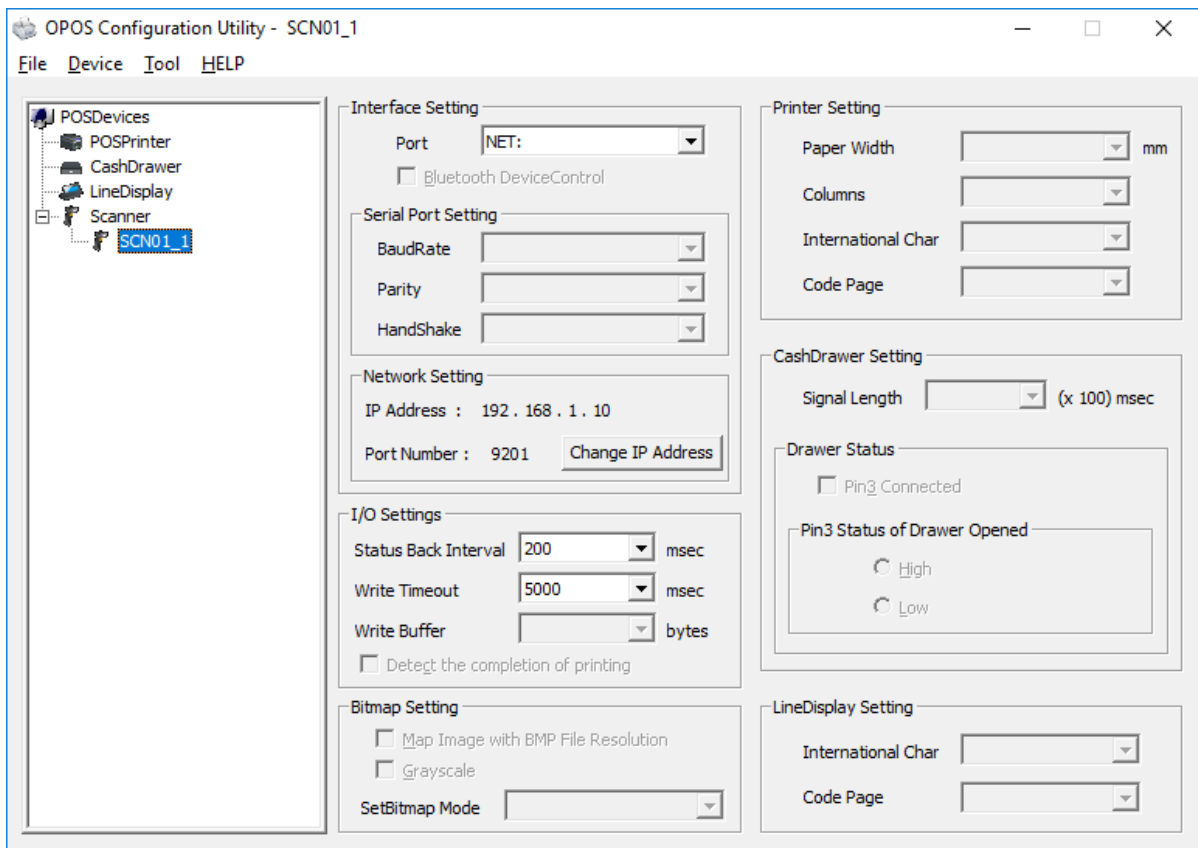 OPOS Configuration Utility - SCN01_1
File Device Tool HELP
POSDevices
POSPrinter
CashDrawer
LineDisplay
Scanner
SCN01_1
Interface Setting
Port NET:
Bluetooth DeviceControl
Serial Port Setting
BaudRate
Parity
HandShake
Network Setting
IP Address : 192 . 168 . 1 . 10
Port Number : 9201 Change IP Address
I/O Settings
Status Back Interval 200 msec
Write Timeout 5000 msec
Write Buffer bytes
Detect the completion of printing
Bitmap Setting
Map Image with BMP File Resolution
Grayscale
SetBitmap Mode
Printer Setting
Paper Width mm
Columns
International Char
Code Page
CashDrawer Setting
Signal Length (x 100) msec
Drawer Status
Pin3 Connected
Pin3 Status of Drawer Opened
High
Low
LineDisplay Setting
International Char
Code Page